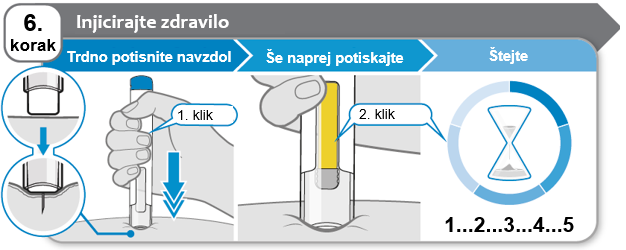 6.
korak
Injicirajte zdravilo
Trdno potisnite navzdol
Še naprej potiskajte
Štejte
1. klik
2. klik
1...2...3...4...5